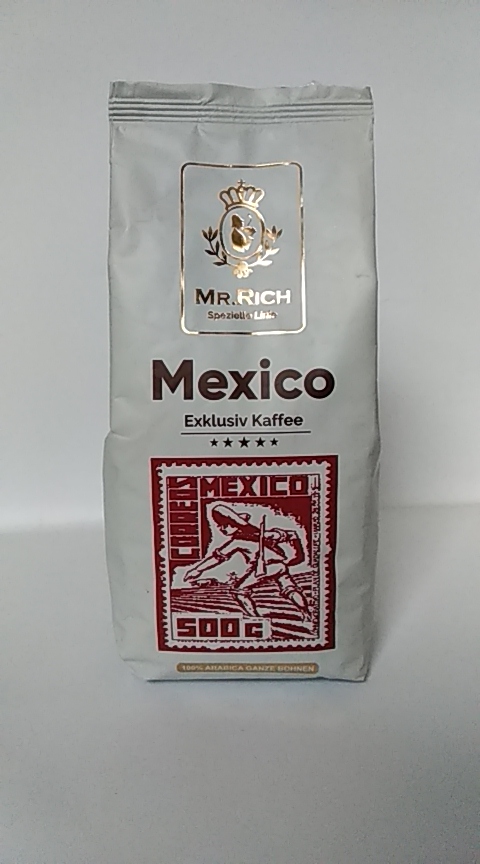 MR.RICH
Spezielle Linie
Mexico
Exklusiv Kaffee
CORREOS
MEXICO
500G
100% ARABICA GANZE BOHNEN